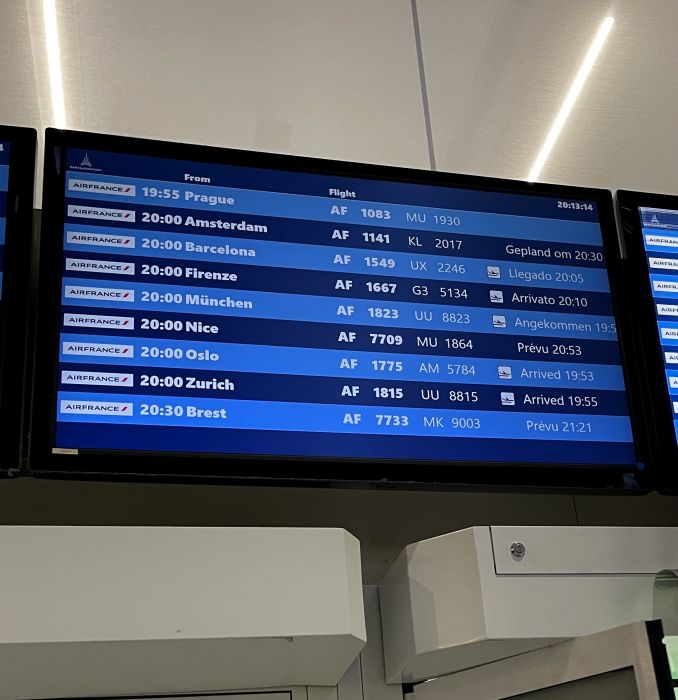 From Flight 20:13:14
AIRFRANCE 19:55 Prague AF 1083 MU 1930
AIRFRANCE 20:00 Amsterdam AF 1141 KL 2017 Gepland om 20:30
AIRFRANCE 20:00 Barcelona AF 1549 UX 2246 Llegado 20:05
AIRFRANCE 20:00 Firenze AF 1667 G3 5134 Arrivato 20:10
AIRFRANCE 20:00 München AF 1823 UU 8823 Angekommen 19:5
AIRFRANCE 20:00 Nice AF 7709 MU 1864 Prévu 20:53
AIRFRANCE 20:00 Oslo AF 1775 AM 5784 Arrived 19:53
AIRFRANCE 20:00 Zurich AF 1815 UU 8815 Arrived 19:55
AIRFRANCE 20:30 Brest AF 7733 MK 9003 Prévu 21:21